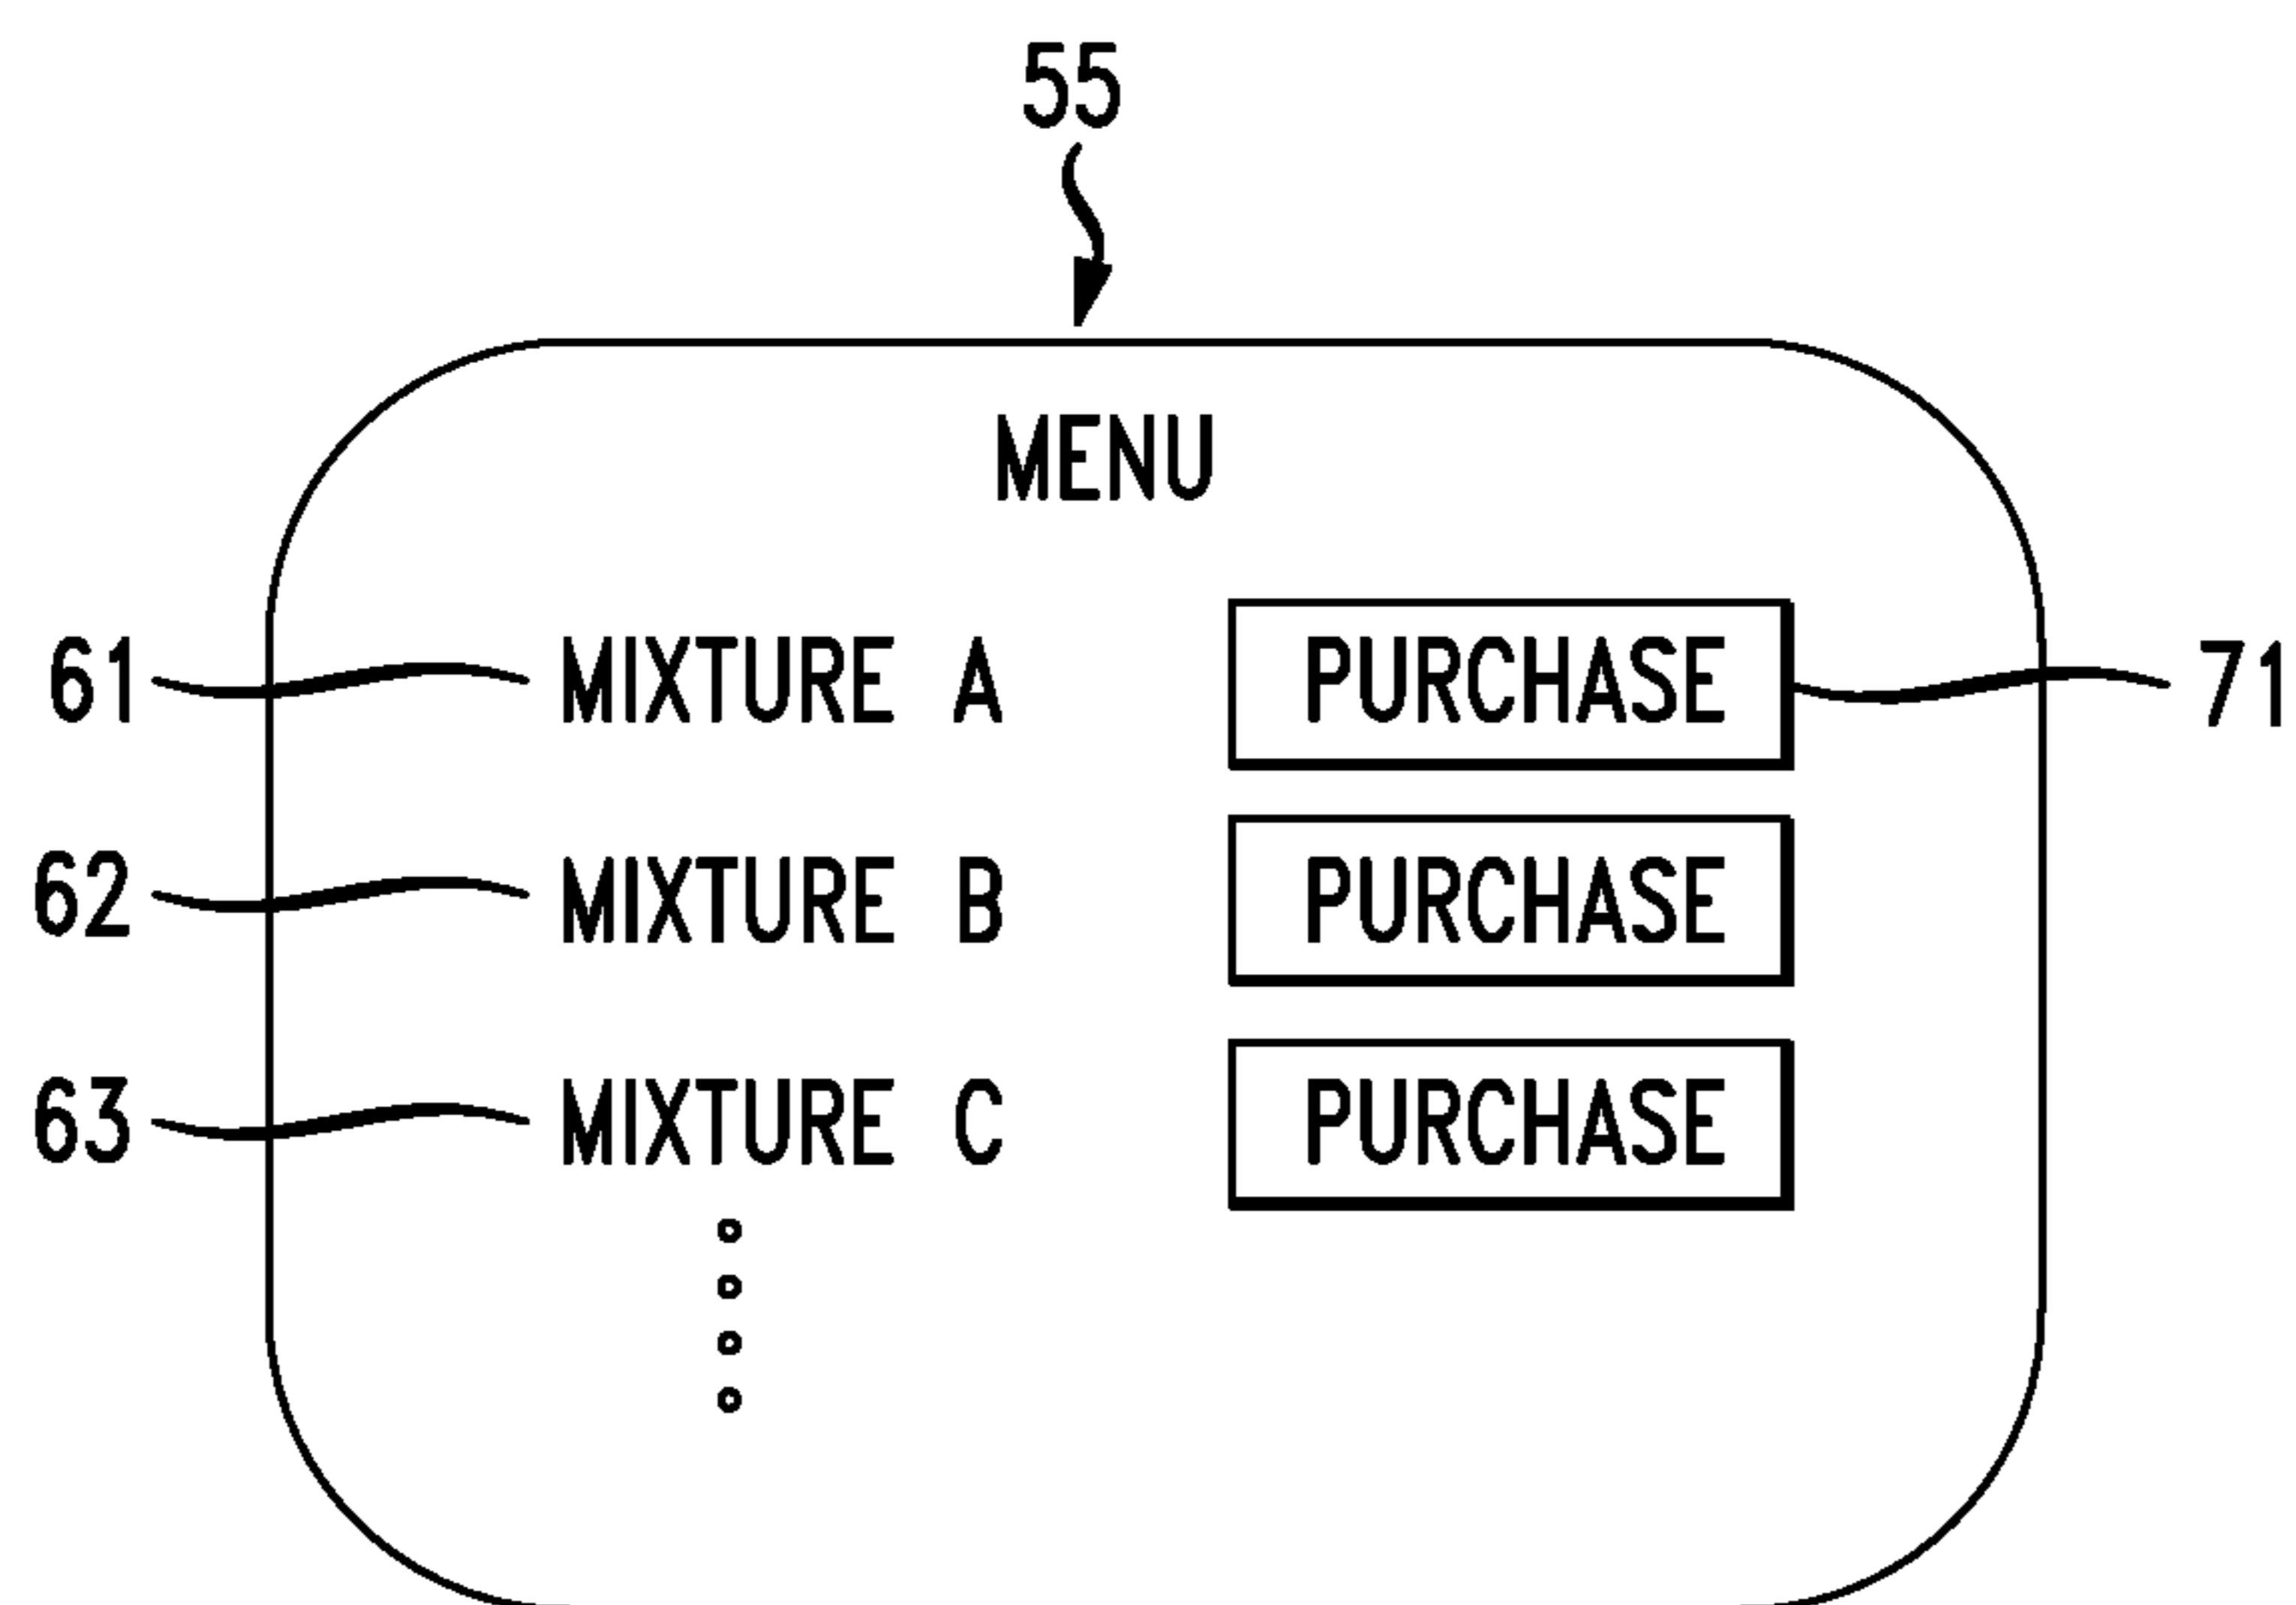 55
MENU
61 MIXTURE A PURCHASE 71
62 MIXTURE B PURCHASE
63 MIXTURE C PURCHASE